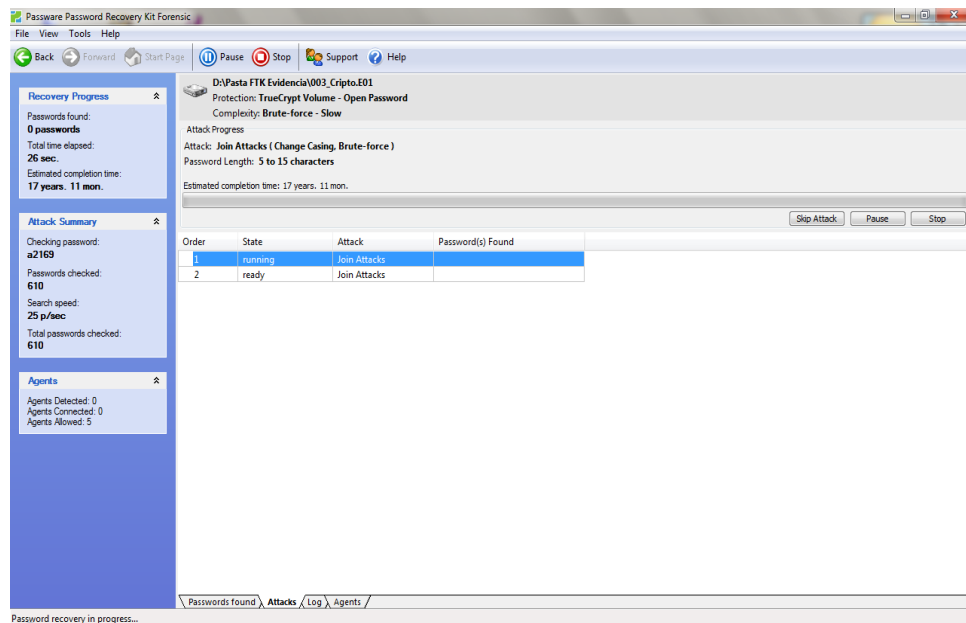 Passware Password Recovery Kit Forensic
File View Tools Help
Back Forward Start Page Pause Stop Support Help
Recovery Progress
Passwords found:
0 passwords
Total time elapsed:
26 sec.
Estimated completion time:
17 years. 11 mon.
Attack Summary
Checking password:
a2169
Passwords checked:
610
Search speed:
25 p/sec
Total passwords checked:
610
Agents
Agents Detected: 0
Agents Connected: 0
Agents Allowed: 5
D:\Pasta FTK Evidencia\003_Cripto.E01
Protection: TrueCrypt Volume - Open Password
Complexity: Brute-force - Slow
Attack Progress
Attack: Join Attacks ( Change Casing, Brute-force )
Password Length: 5 to 15 characters
Estimated completion time: 17 years. 11 mon.
Skip Attack Pause Stop
Order State Attack Password(s) Found
1 running Join Attacks
2 ready Join Attacks
Passwords found Attacks Log Agents
Password recovery in progress...